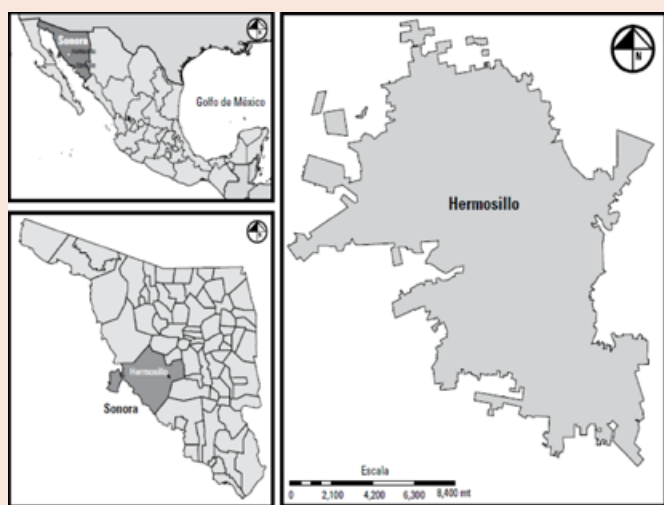 Sonora
Golfo de México
N
Hermosillo
Sonora
N
Hermosillo
Escala
0 2,100 4,200 6,300 8,400 mt